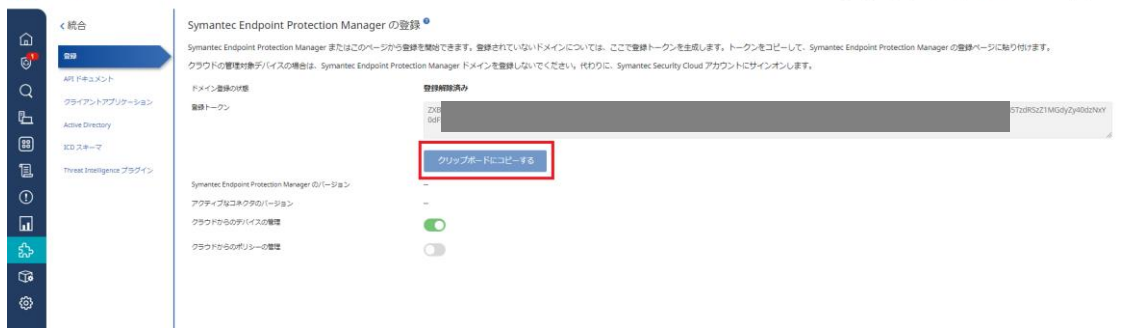 < 統合
登録
API ドキュメント
クライアントアプリケーション
Active Directory
ICD スキーマ
Threat Intelligence プラグイン
Symantec Endpoint Protection Manager の登録
Symantec Endpoint Protection Manager またはこのページから登録を開始できます。登録されていないドメインについては、ここで登録トークンを生成します。トークンをコピーして、Symantec Endpoint Protection Manager の登録ページに貼り付けます。
クラウドの管理対象デバイスの場合は、Symantec Endpoint Protection Manager ドメインを登録しないでください。代わりに、Symantec Security Cloud アカウントにサインオンします。
ドメイン登録の状態 登録解除済み
登録トークン ZXB
0dF
クリップボードにコピーする
Symantec Endpoint Protection Manager のバージョン --
アクティブなコネクタのバージョン --
クラウドからのデバイスの管理
クラウドからのポリシーの管理